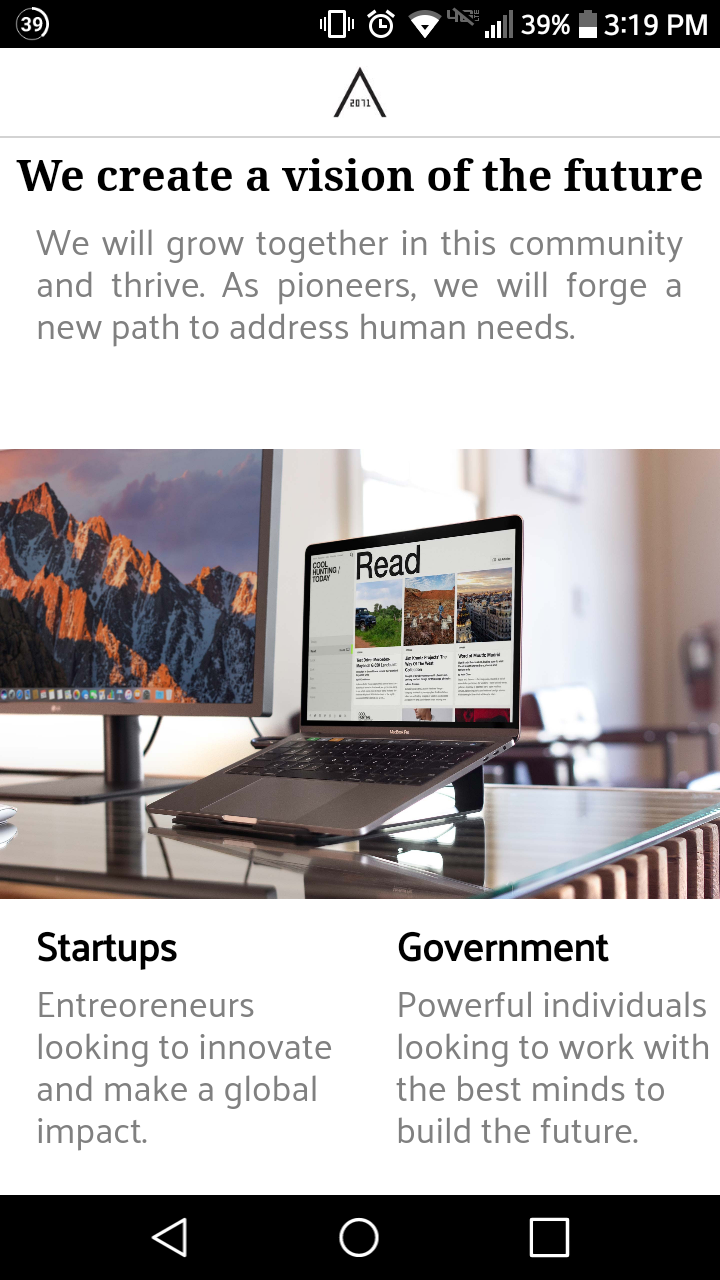 39
39% 3:19 PM
2071
We create a vision of the future
We will grow together in this community
and thrive. As pioneers, we will forge a
new path to address human needs.
COOL
HUNTING /
TODAY
Read
LG
MacBook Pro
Startups
Entreoreneurs
looking to innovate
and make a global
impact.
Government
Powerful individuals
looking to work with
the best minds to
build the future.